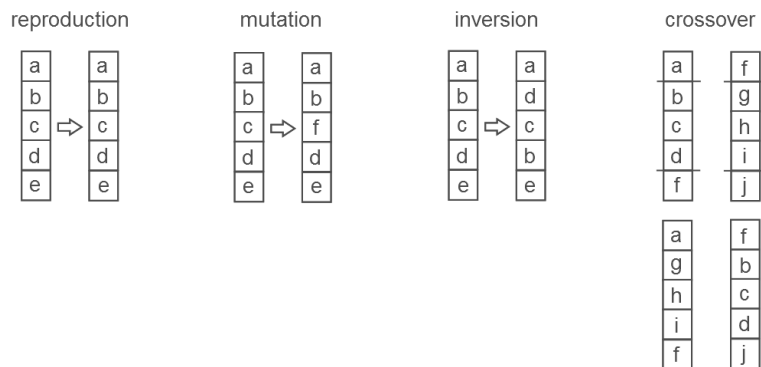 reproduction mutation inversion crossover
a a a a a a a f
b b b b b d b g
c c c f c c c h
d d d d d b d i
e e e e e e f j
a f
g b
h c
i d
f j